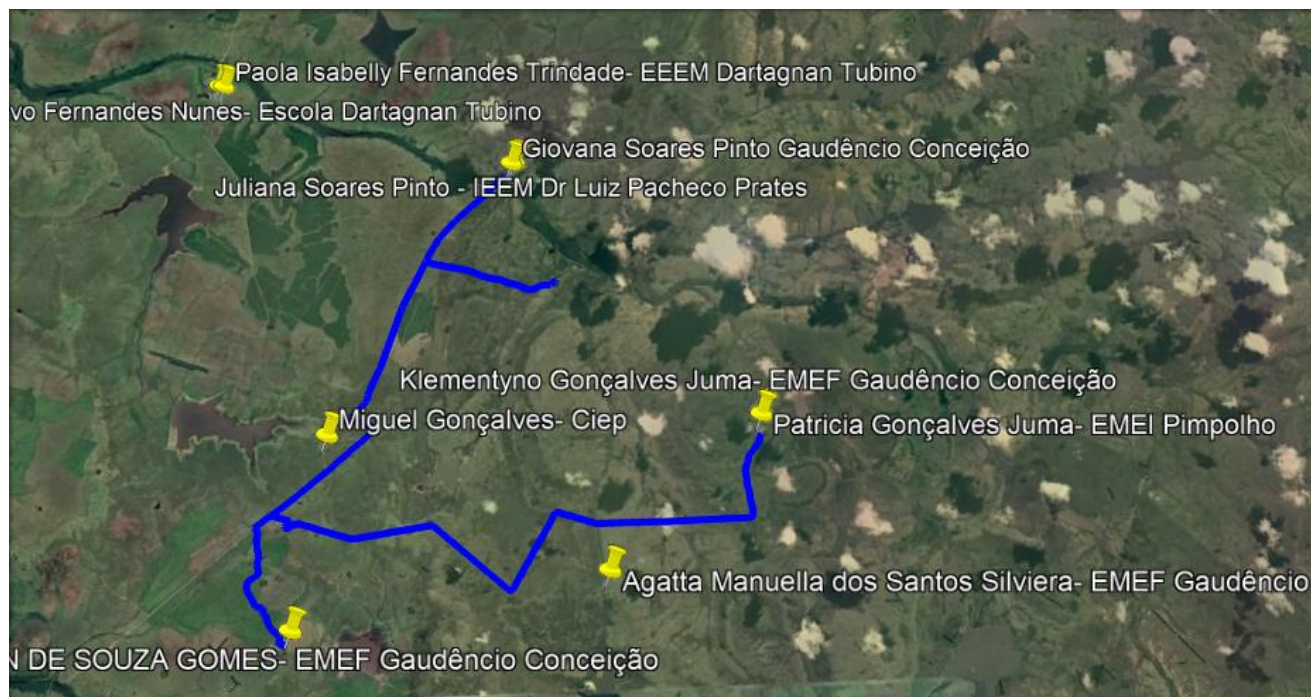 Paola Isabelly Fernandes Trindade- EEEM Dartagnan Tubino
vo Fernandes Nunes- Escola Dartagnan Tubino
Giovana Soares Pinto Gaudêncio Conceição
Juliana Soares Pinto - IEEM Dr Luiz Pacheco Prates
Klementyno Gonçalves Juma- EMEF Gaudêncio Conceição
Miguel Gonçalves- Ciep
Patricia Gonçalves Juma- EMEI Pimpolho
Agatta Manuella dos Santos Silviera- EMEF Gaudêncio
N DE SOUZA GOMES- EMEF Gaudêncio Conceição